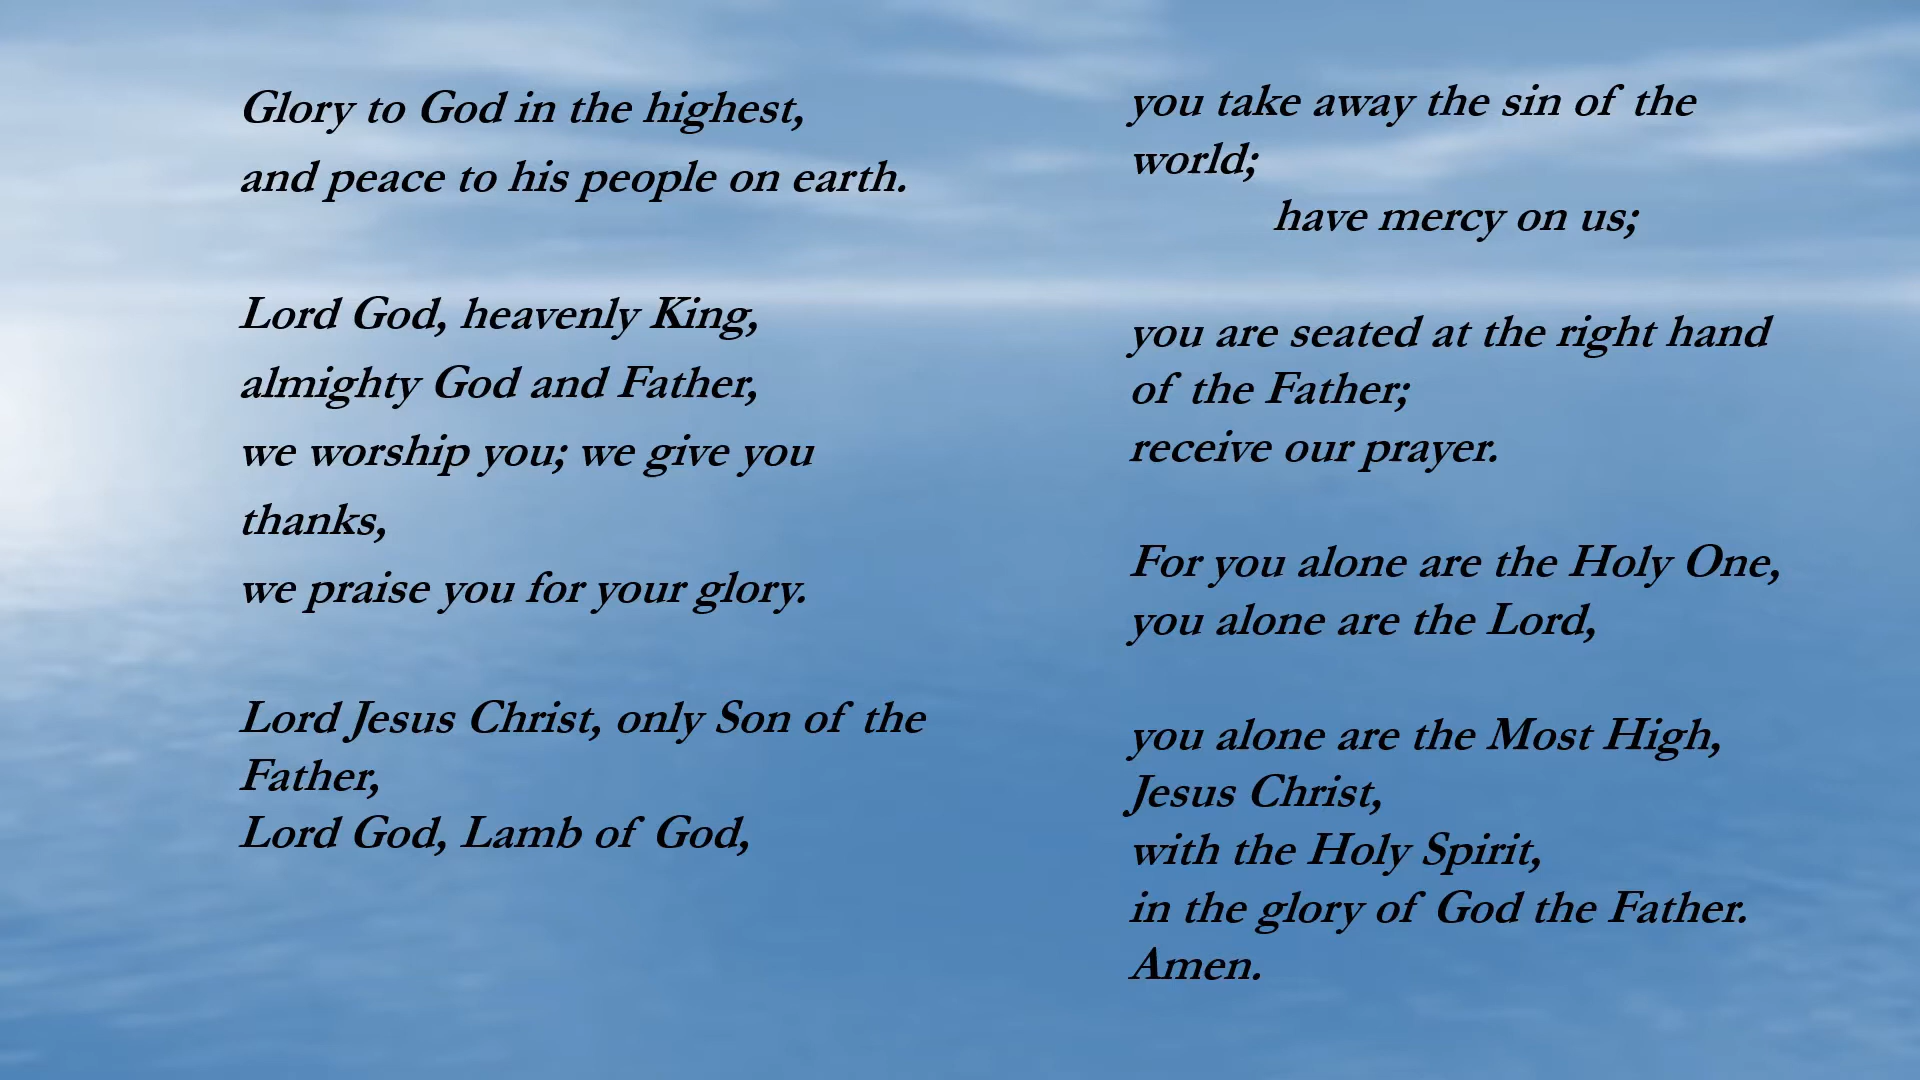 Glory to God in the highest,
and peace to his people on earth.
Lord God, heavenly King,
almighty God and Father,
we worship you; we give you
thanks,
we praise you for your glory.
Lord Jesus Christ, only Son of the
Father,
Lord God, Lamb of God,
you take away the sin of the
world;
have mercy on us;
you are seated at the right hand
of the Father;
receive our prayer.
For you alone are the Holy One,
you alone are the Lord,
you alone are the Most High,
Jesus Christ,
with the Holy Spirit,
in the glory of God the Father.
Amen.